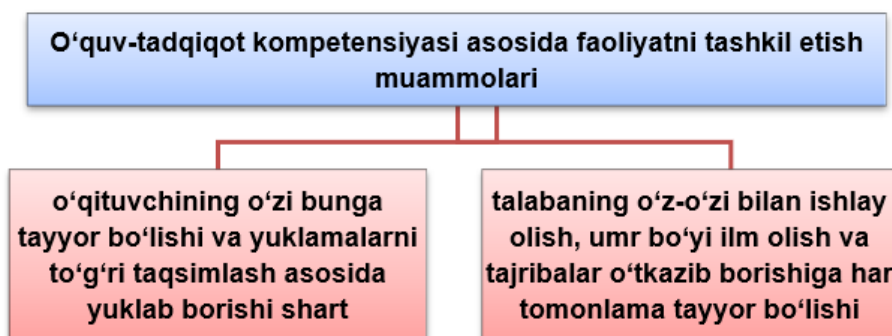 O‘quv-tadqiqot kompetensiyasi asosida faoliyatni tashkil etish
muammolari
o‘qituvchining o‘zi bunga
tayyor bo‘lishi va yuklamalarni
to‘g‘ri taqsimlash asosida
yuklab borishi shart
talabaning o‘z-o‘zi bilan ishlay
olish, umr bo‘yi ilm olish va
tajribalar o‘tkazib borishiga
tomonlama tayyor bo‘lishi